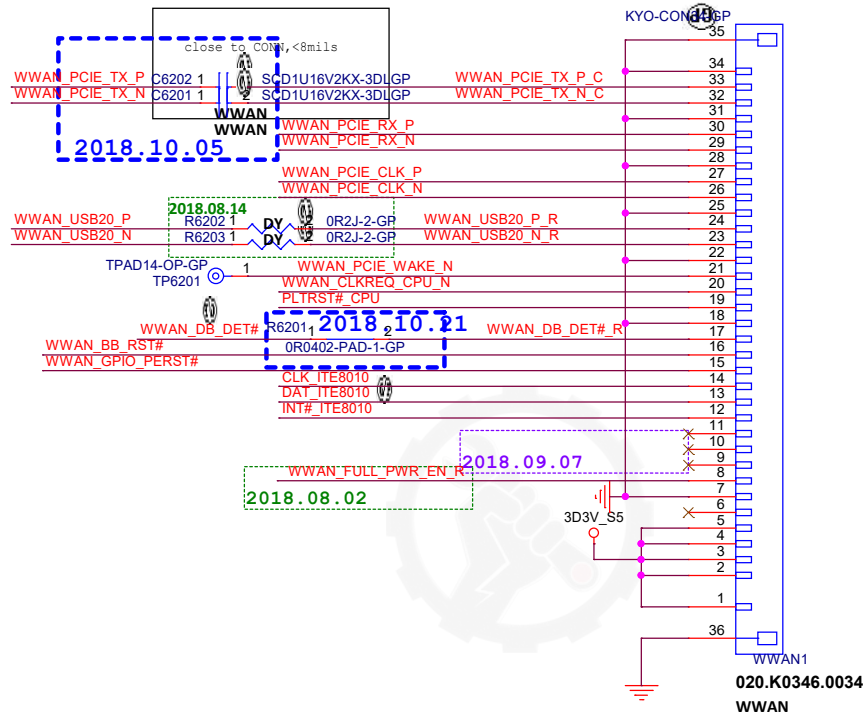 KYO-CON
GP
35
close to CONN,<8mils
34
WWAN_PCIE_TX_P C6202 1 SCD1U16V2KX-3DLGP WWAN_PCIE_TX_P_C 33
WWAN_PCIE_TX_N C6201 1 2 SCD1U16V2KX-3DLGP WWAN_PCIE_TX_N_C 32
WWAN
WWAN
31
WWAN_PCIE_RX_P 30
2018.10.05
WWAN_PCIE_RX_N 29
28
WWAN_PCIE_CLK_P 27
WWAN_PCIE_CLK_N 26
2018.08.14
25
WWAN_USB20_P R6202 1 DY 2 0R2J-2-GP WWAN_USB20_P_R 24
WWAN_USB20_N R6203 1 DY 2 0R2J-2-GP WWAN_USB20_N_R 23
22
TPAD14-OP-GP 1 WWAN_PCIE_WAKE_N 21
TP6201
WWAN_CLKREQ_CPU_N 20
PLTRST#_CPU 19
18
2018.10.21
WWAN_DB_DET# R6201 1 2 WWAN_DB_DET#_R 17
0R0402-PAD-1-GP
WWAN_BB_RST# 16
WWAN_GPIO_PERST# 15
CLK_ITE8010 14
DAT_ITE8010 13
INT#_ITE8010 12
11
10
2018.09.07
9
WWAN_FULL_PWR_EN_R 8
2018.08.02
7
6
3D3V_S5
5
4
3
2
1
36
WWAN1
020.K0346.0034
WWAN